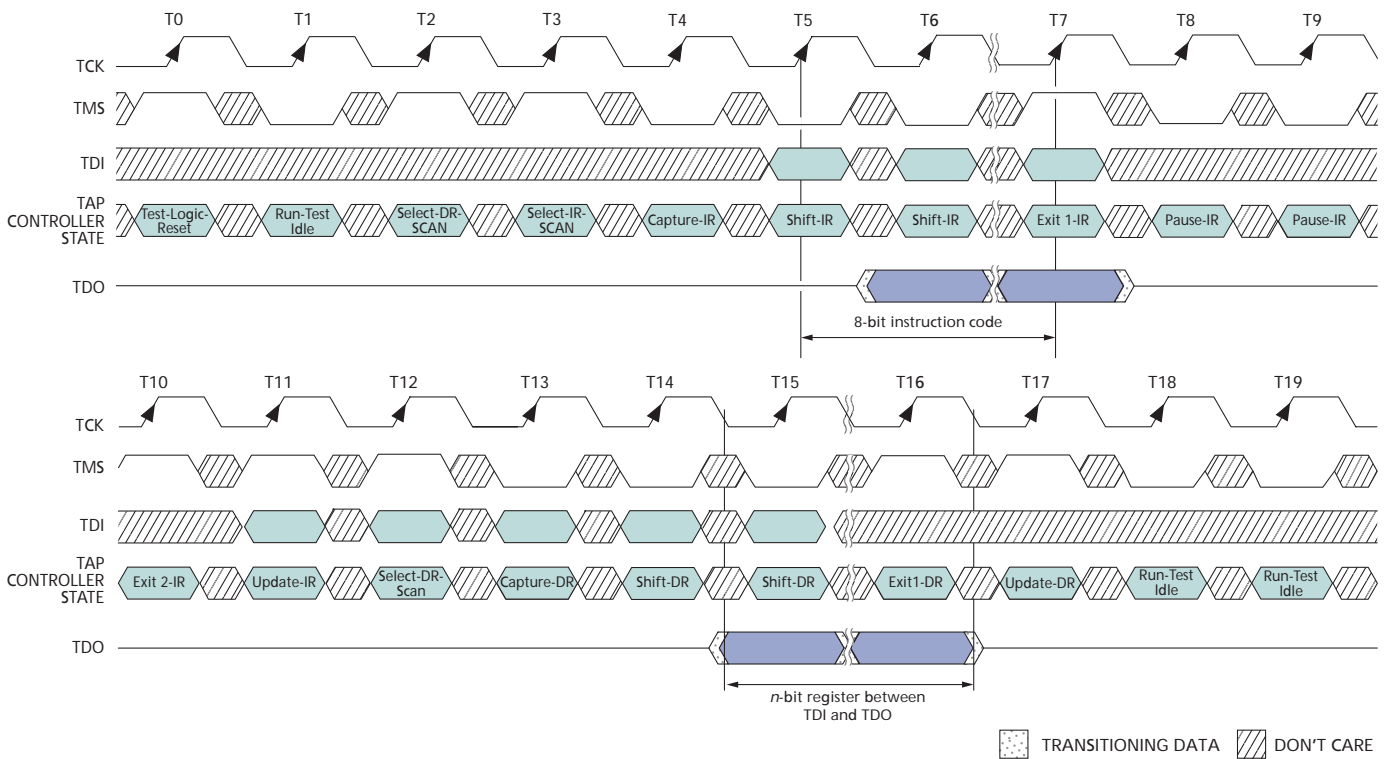 T0 T1 T2 T3 T4 T5 T6 T7 T8 T9
TCK
TMS
TDI
TAP
CONTROLLER
STATE
Test-Logic-
Reset
Run-Test
Idle
Select-DR-
SCAN
Select-IR-
SCAN
Capture-IR
Shift-IR
Shift-IR
Exit 1-IR
Pause-IR
Pause-IR
TDO
8-bit instruction code
T10 T11 T12 T13 T14 T15 T16 T17 T18 T19
TCK
TMS
TDI
TAP
CONTROLLER
STATE
Exit 2-IR
Update-IR
Select-DR-
Scan
Capture-DR
Shift-DR
Shift-DR
Exit1-DR
Update-DR
Run-Test
Idle
Run-Test
Idle
TDO
n-bit register between
TDI and TDO
TRANSITIONING DATA
DON'T CARE